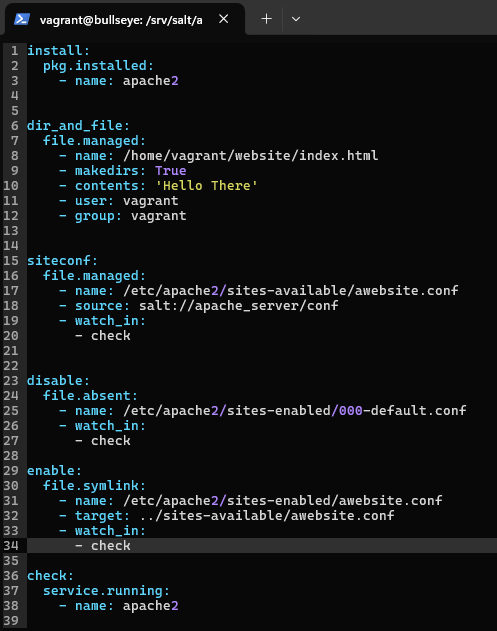 vagrant@bullseye: /srv/salt/a
1 install:
2   pkg.installed:
3     - name: apache2
4
5
6 dir_and_file:
7   file.managed:
8     - name: /home/vagrant/website/index.html
9     - makedirs: True
10     - contents: 'Hello There'
11     - user: vagrant
12     - group: vagrant
13
14
15 siteconf:
16   file.managed:
17     - name: /etc/apache2/sites-available/awebsite.conf
18     - source: salt://apache_server/conf
19     - watch_in:
20       - check
21
22
23 disable:
24   file.absent:
25     - name: /etc/apache2/sites-enabled/000-default.conf
26     - watch_in:
27       - check
28
29 enable:
30   file.symlink:
31     - name: /etc/apache2/sites-enabled/awebsite.conf
32     - target: ../sites-available/awebsite.conf
33     - watch_in:
34       - check
35
36 check:
37   service.running:
38     - name: apache2
39